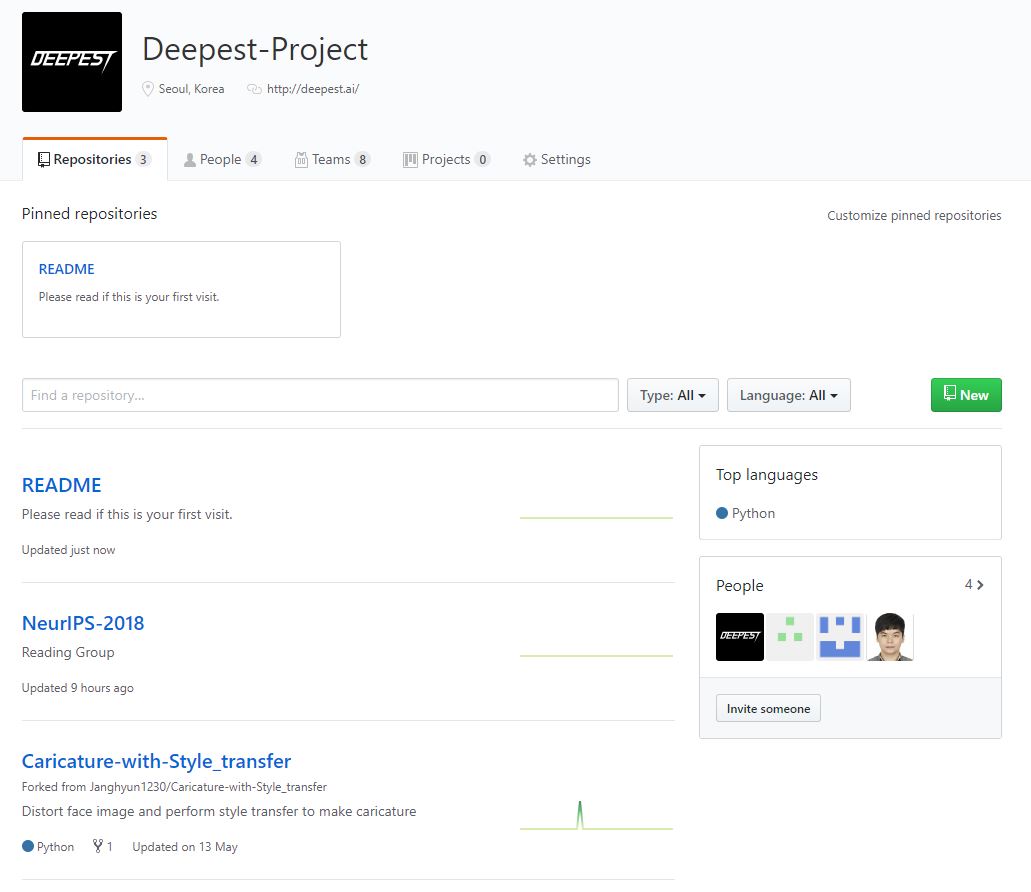 DEEPEST
Deepest-Project
Seoul, Korea http://deepest.ai/
Repositories 3 People 4 Teams 8 Projects 0 Settings
Pinned repositories
Customize pinned repositories
README
Please read if this is your first visit.
Find a repository...
Type: All
Language: All
New
README
Please read if this is your first visit.
Updated just now
NeurIPS-2018
Reading Group
Updated 9 hours ago
Caricature-with-Style_transfer
Forked from Janghyun1230/Caricature-with-Style_transfer
Distort face image and perform style transfer to make caricature
Python 1 Updated on 13 May
Top languages
Python
People 4
DEEPEST
Invite someone